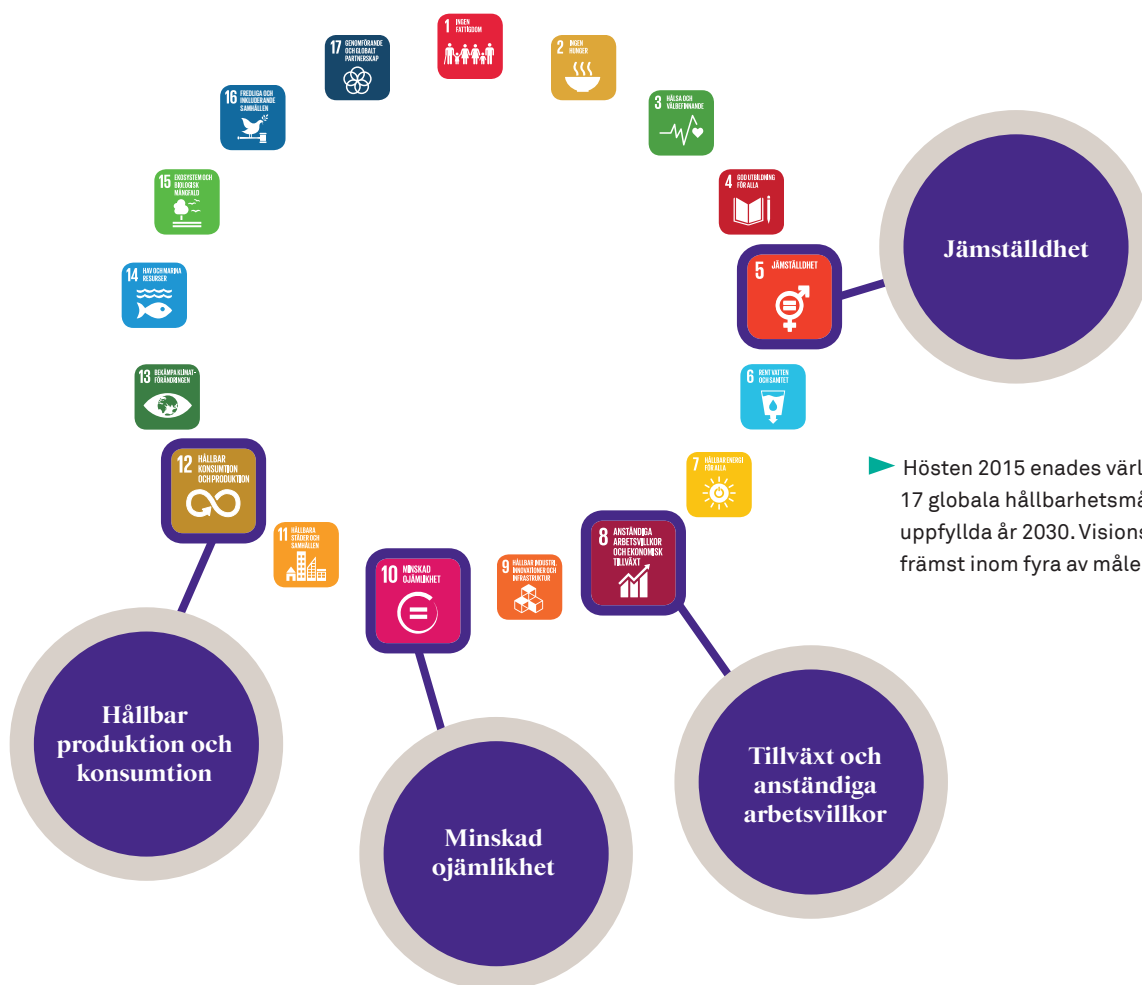 1 INGEN
FATTIGDOM
2 INGEN
HUNGER
3 HÄLSA OCH
VÄLBEFINNANDE
4 GOD UTBILDNING
FÖR ALLA
5 JÄMSTÄLLDHET
Jämställdhet
6 RENT VATTEN
OCH SANITET
7 HÅLLBAR ENERGI
FÖR ALLA
Hösten 2015 enades värl
17 globala hållbarhetsmå
uppfyllda år 2030. Visions
främst inom fyra av måle
8 ANSTÄNDIGA
ARBETSVILLKOR
OCH EKONOMISK
TILLVÄXT
Tillväxt och
anständiga
arbetsvillkor
9 HÅLLBAR INDUSTRI,
INNOVATIONER OCH
INFRASTRUKTUR
10 MINSKAD
OJÄMLIKHET
Minskad
ojämlikhet
11 HÅLLBARA
STÄDER OCH
SAMHÄLLEN
12 HÅLLBAR
KONSUMTION
OCH PRODUKTION
Hållbar
produktion och
konsumtion
13 BEKÄMPA KLIMAT-
FÖRÄNDRINGEN
14 HAV OCH MARINA
RESURSER
15 EKOSYSTEM OCH
BIOLOGISK
MÅNGFALD
16 FREDLIGA OCH
INKLUDERANDE
SAMHÄLLEN
17 GENOMFÖRANDE
OCH GLOBALT
PARTNERSKAP